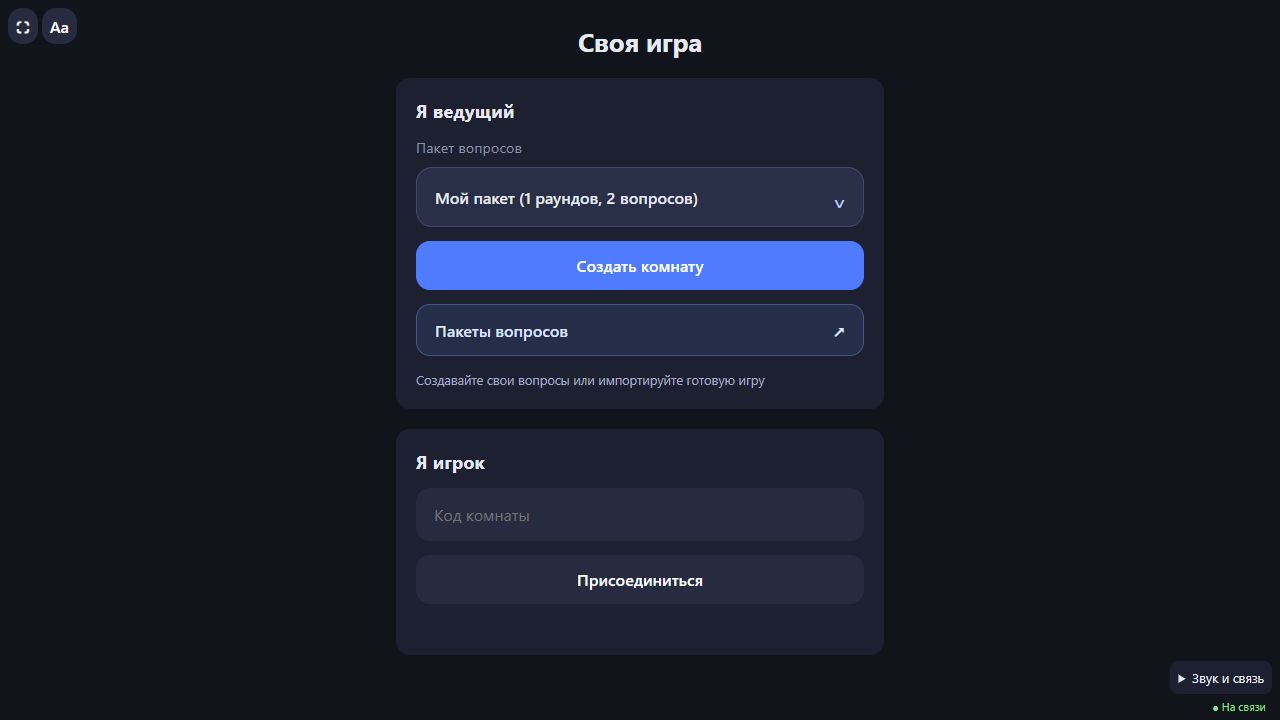 Aa
Своя игра
Я ведущий
Пакет вопросов
Мой пакет (1 раундов, 2 вопросов)
Создать комнату
Пакеты вопросов
Создавайте свои вопросы или импортируйте готовую игру
Я игрок
Код комнаты
Присоединиться
Звук и связь
На связи